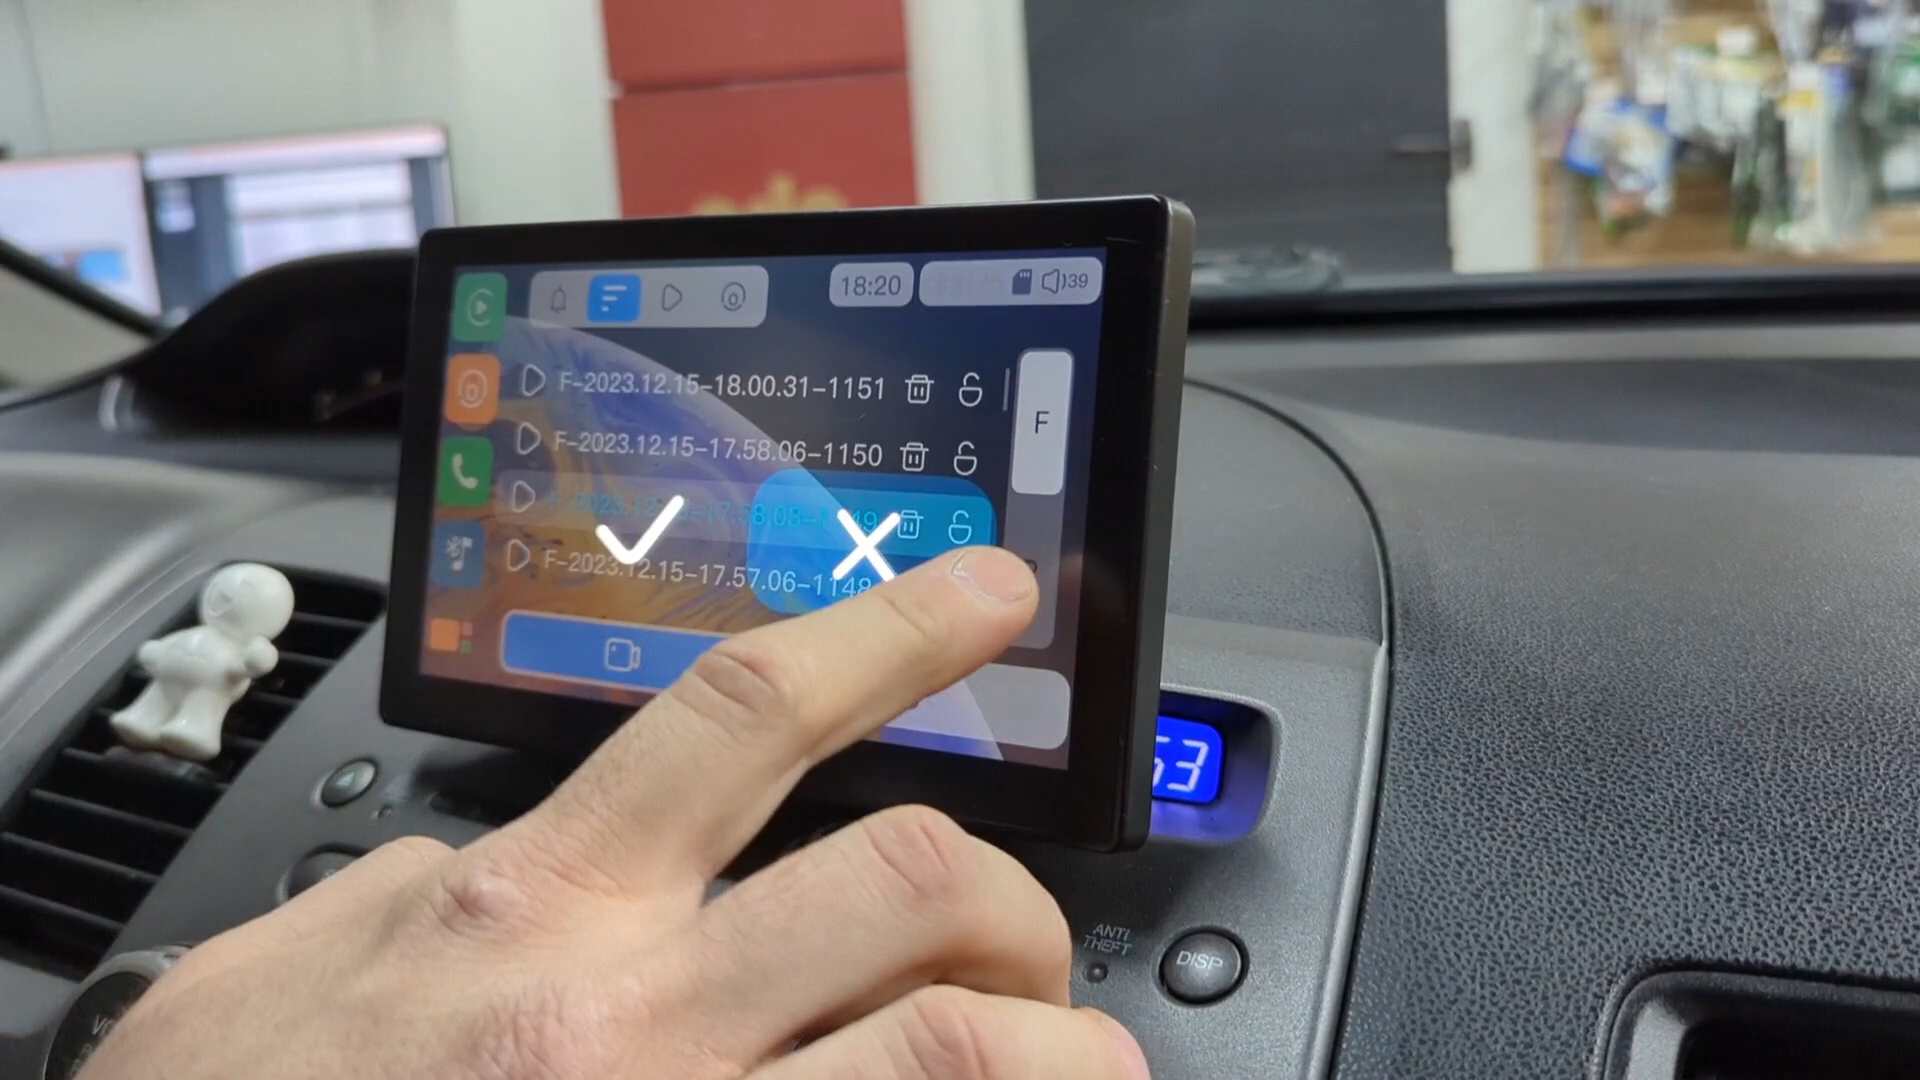 18:20
39
F-2023.12.15-18.00.31-1151
F
F-2023.12.15-17.58.06-1150
F-2023.12.15-17.57.06-1148
53
ANTI
THEFT
DISP